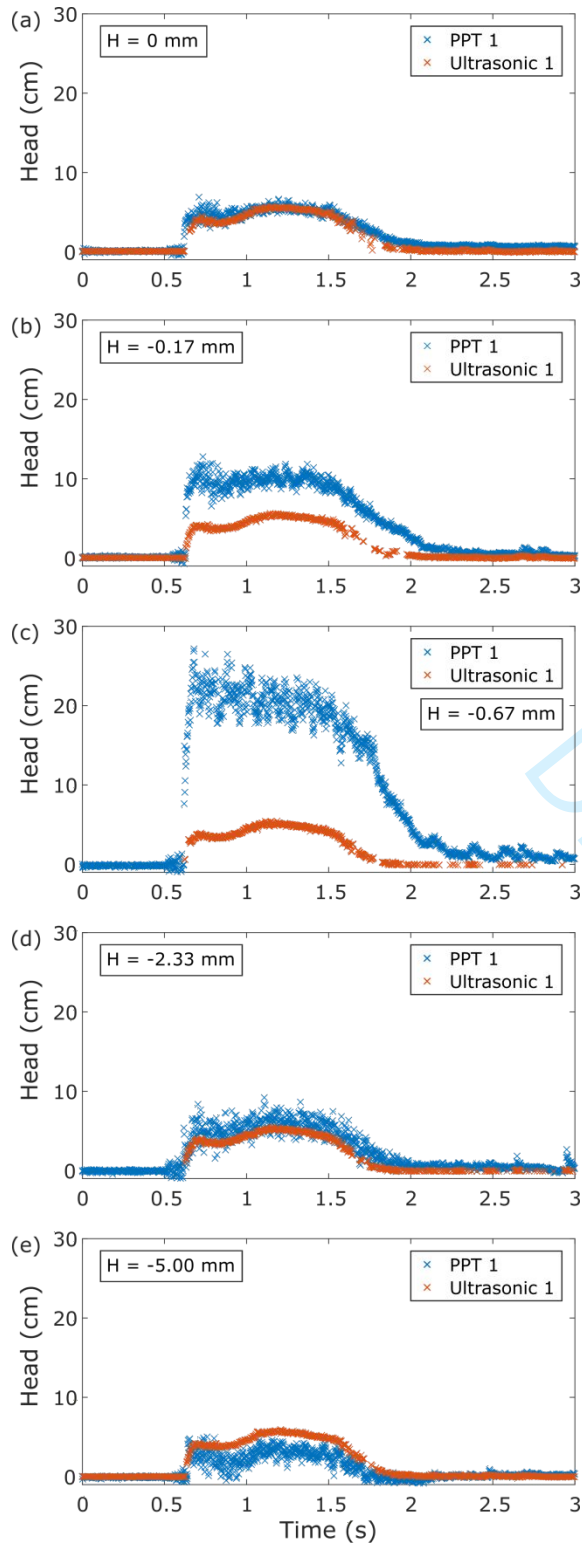 (a)
30
H = 0 mm
× PPT 1
× Ultrasonic 1
20
Head (cm)
10
0
0 0.5 1 1.5 2 2.5 3
(b)
30
H = -0.17 mm
× PPT 1
× Ultrasonic 1
20
Head (cm)
10
0
0 0.5 1 1.5 2 2.5 3
(c)
30
× PPT 1
× Ultrasonic 1
H = -0.67 mm
20
Head (cm)
10
0
0 0.5 1 1.5 2 2.5 3
(d)
30
H = -2.33 mm
× PPT 1
× Ultrasonic 1
20
Head (cm)
10
0
0 0.5 1 1.5 2 2.5 3
(e)
30
H = -5.00 mm
× PPT 1
× Ultrasonic 1
20
Head (cm)
10
0
0 0.5 1 1.5 2 2.5 3
Time (s)